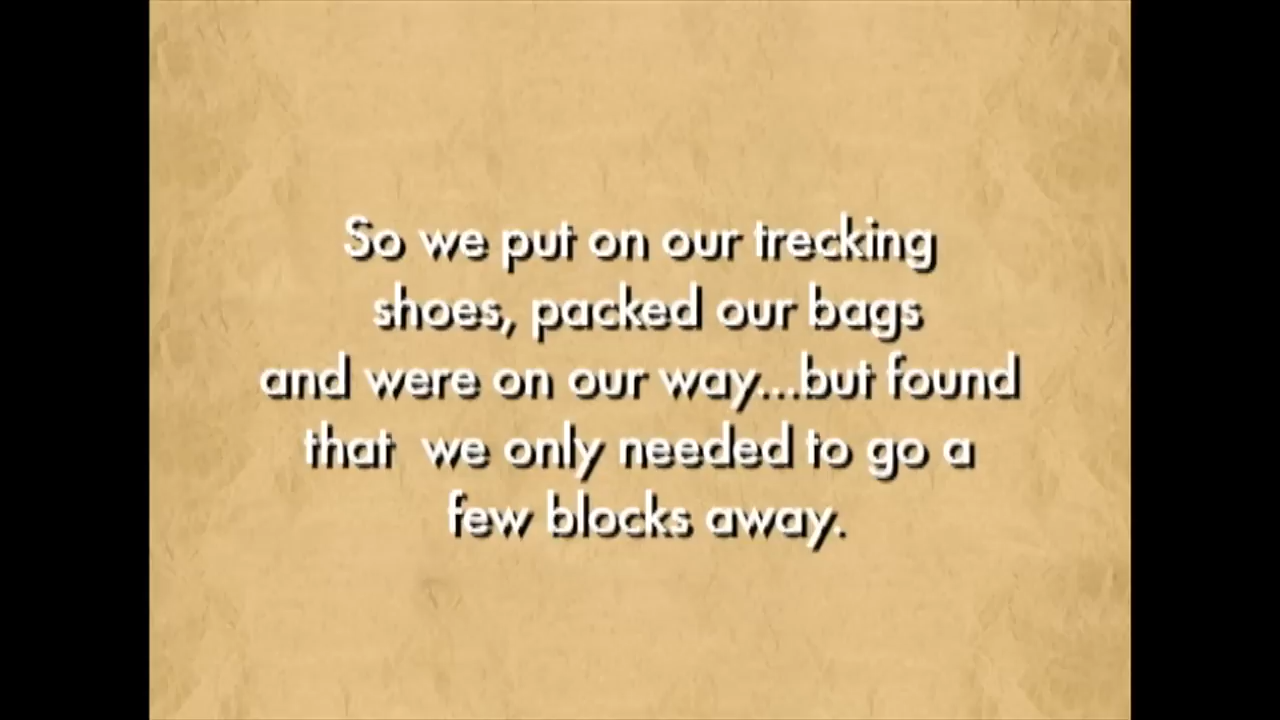 So we put on our trecking
shoes, packed our bags
and were on our way...but found
that  we only needed to go a
few blocks away.